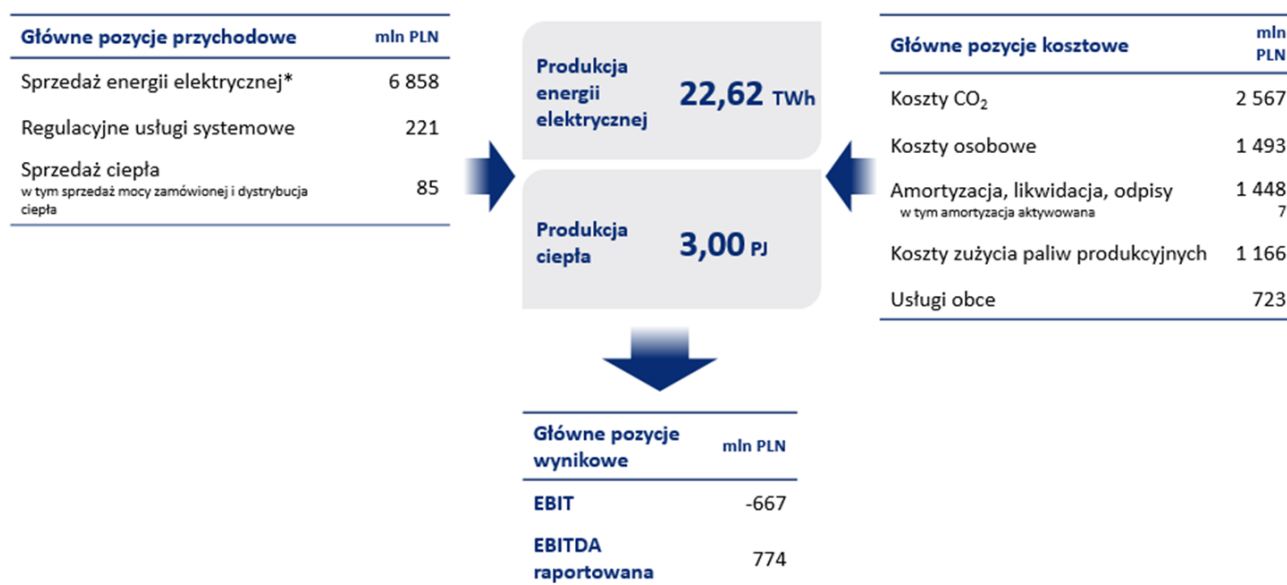 Główne pozycje przychodowe mln PLN
Sprzedaż energii elektrycznej* 6 858
Regulacyjne usługi systemowe 221
Sprzedaż ciepła
w tym sprzedaż mocy zamówionej i dystrybucja
ciepła
85
Produkcja
energii
elektrycznej
22,62 TWh
Produkcja
ciepła
3,00 PJ
Główne pozycje kosztowe mln
PLN
Koszty CO₂ 2 567
Koszty osobowe 1 493
Amortyzacja, likwidacja, odpisy 1 448
w tym amortyzacja aktywowana 7
Koszty zużycia paliw produkcyjnych 1 166
Usługi obce 723
Główne pozycje
wynikowe
mln PLN
EBIT -667
EBITDA
raportowana
774